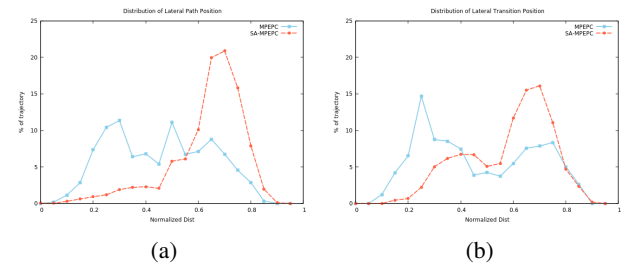 Distribution of Lateral Path Position
MPEPC
SA-MPEPC
% of trajectory
25
20
15
10
5
0
0
0.2
0.4
0.6
0.8
1
Normalized Dist
(a)
Distribution of Lateral Transition Position
MPEPC
SA-MPEPC
% of trajectory
25
20
15
10
5
0
0
0.2
0.4
0.6
0.8
1
Normalized Dist
(b)